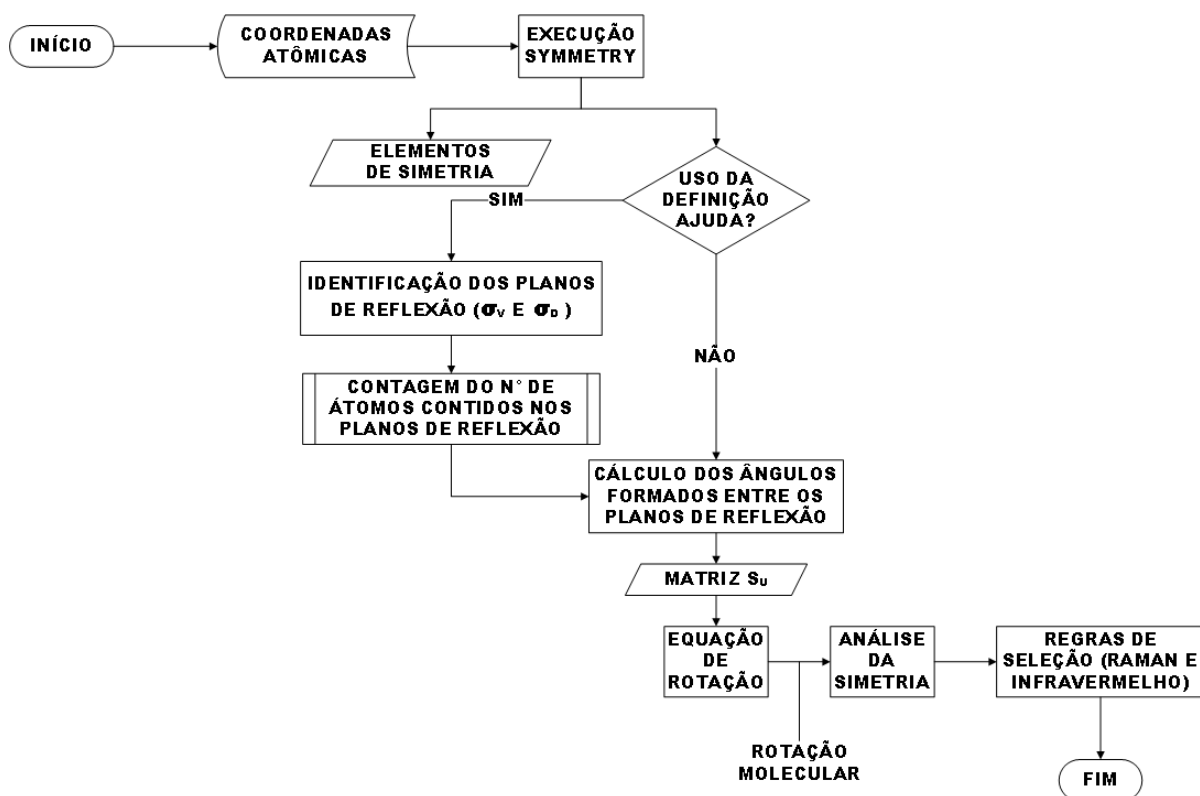 INÍCIO
COORDENADAS
ATÔMICAS
EXECUÇÃO
SYMMETRY
ELEMENTOS
DE SIMETRIA
USO DA
DEFINIÇÃO
AJUDA?
SIM
IDENTIFICAÇÃO DOS PLANOS
DE REFLEXÃO (σᵥ E σ_D)
NÃO
CONTAGEM DO N° DE
ÁTOMOS CONTIDOS NOS
PLANOS DE REFLEXÃO
CÁLCULO DOS ÂNGULOS
FORMADOS ENTRE OS
PLANOS DE REFLEXÃO
MATRIZ S_U
EQUAÇÃO
DE
ROTAÇÃO
ANÁLISE
DA
SIMETRIA
REGRAS DE
SELEÇÃO (RAMAN E
INFRAVERMELHO)
ROTAÇÃO
MOLECULAR
FIM